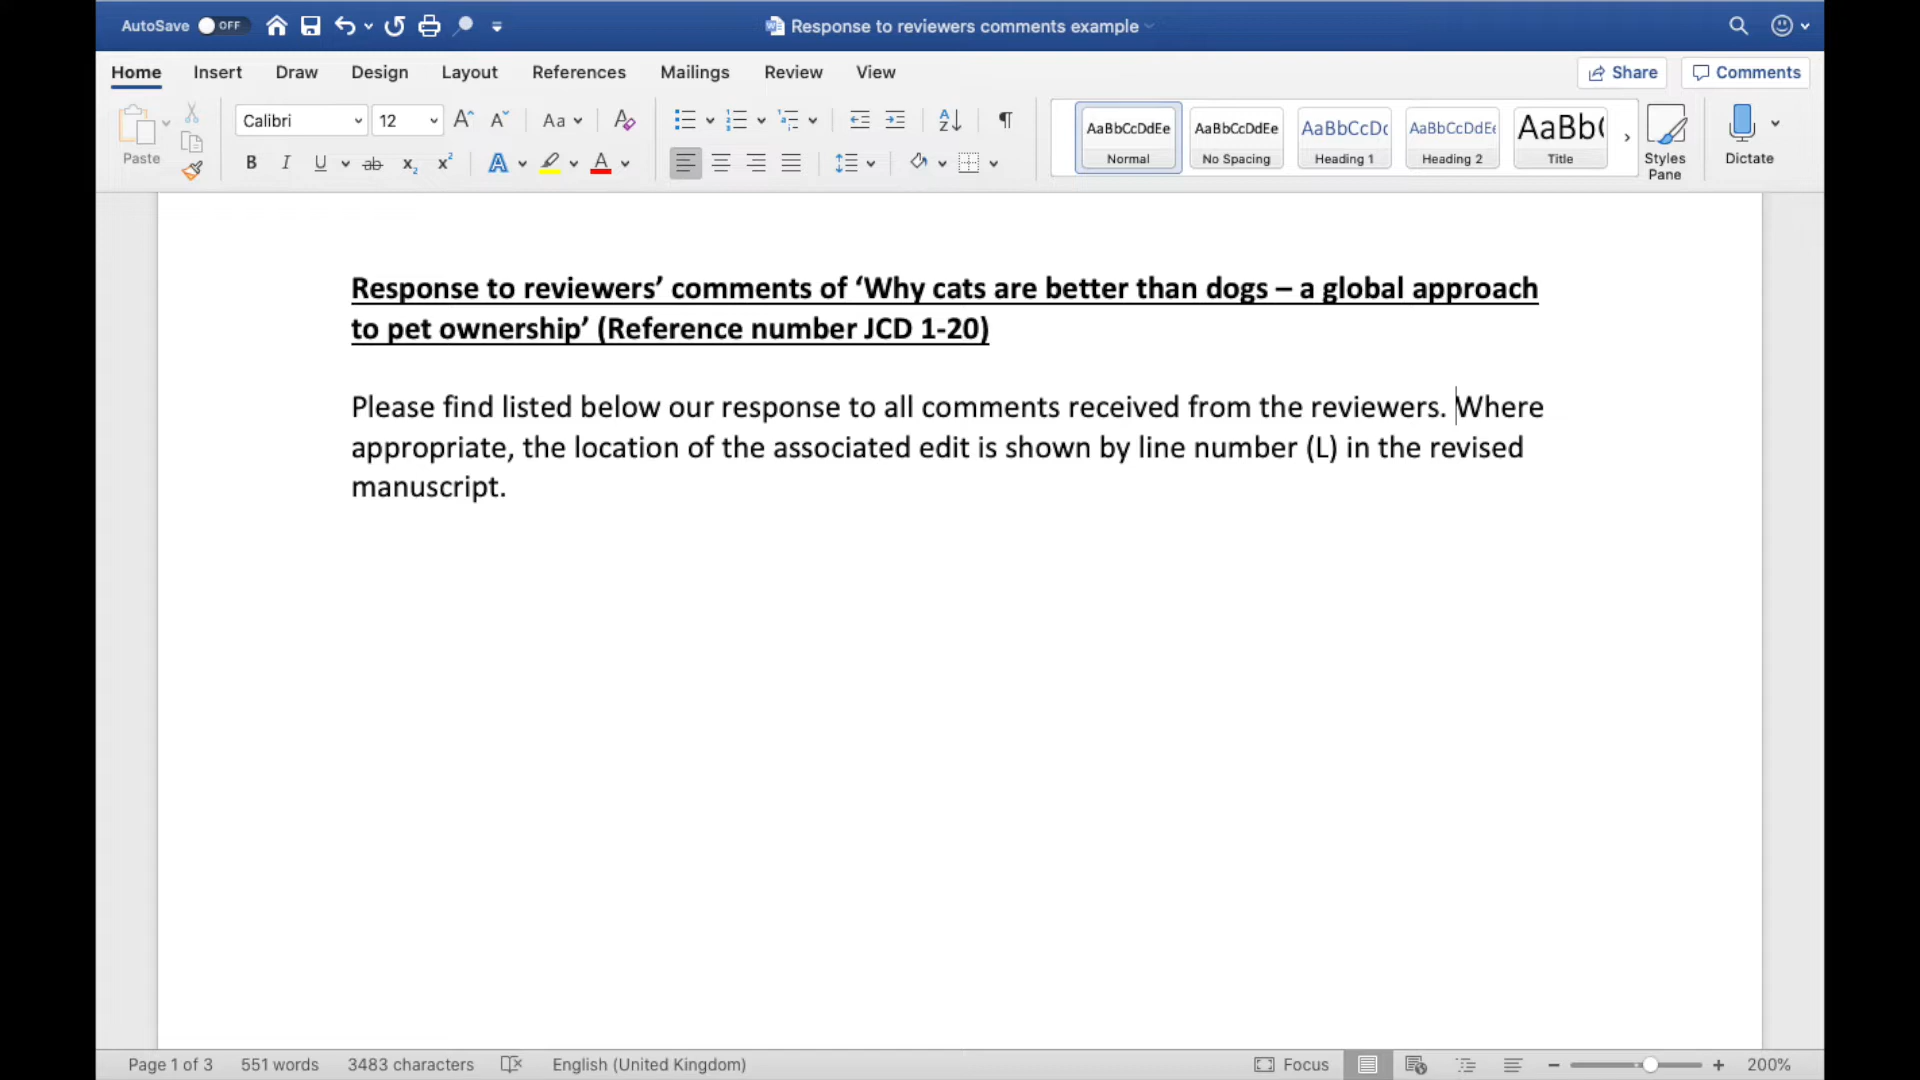 AutoSave OFF
Response to reviewers comments example
Home Insert Draw Design Layout References Mailings Review View Share Comments
Paste
Calibri 12
Aa
B I U ab x2 x2 A A
AaBbCcDdEe AaBbCcDdEe AaBbCcDc AaBbCcDdEe AaBb(
Normal No Spacing Heading 1 Heading 2 Title
Styles Pane
Dictate
Response to reviewers’ comments of ‘Why cats are better than dogs – a global approach
to pet ownership’ (Reference number JCD 1-20)
Please find listed below our response to all comments received from the reviewers. Where
appropriate, the location of the associated edit is shown by line number (L) in the revised
manuscript.
Page 1 of 3 551 words 3483 characters English (United Kingdom) Focus 200%